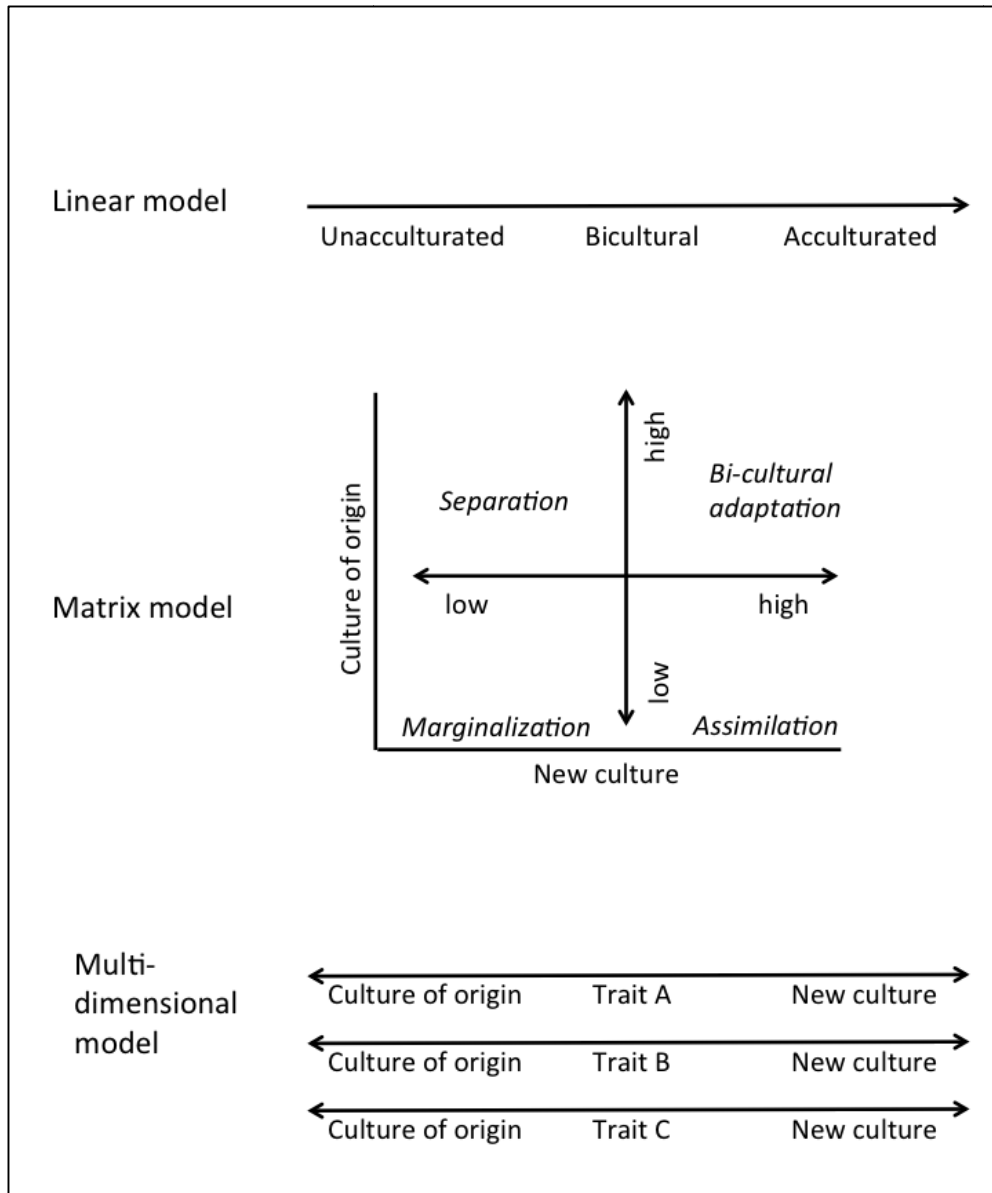 Linear model
Unacculturated Bicultural Acculturated
Matrix model
Culture of origin
high
Separation
Bi-cultural
adaptation
low
high
low
Marginalization
Assimilation
New culture
Multi-
dimensional
model
Culture of origin Trait A New culture
Culture of origin Trait B New culture
Culture of origin Trait C New culture